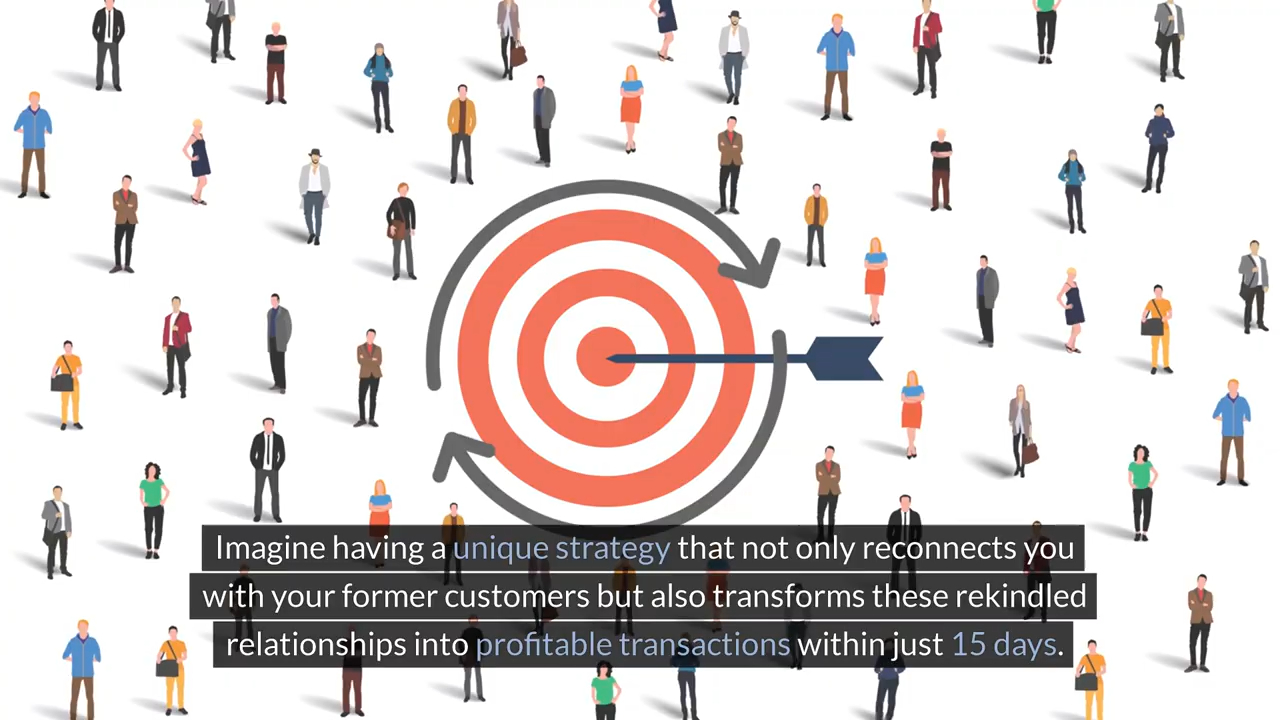 Imagine having a unique strategy that not only reconnects you
with your former customers but also transforms these rekindled
relationships into profitable transactions within just 15 days.